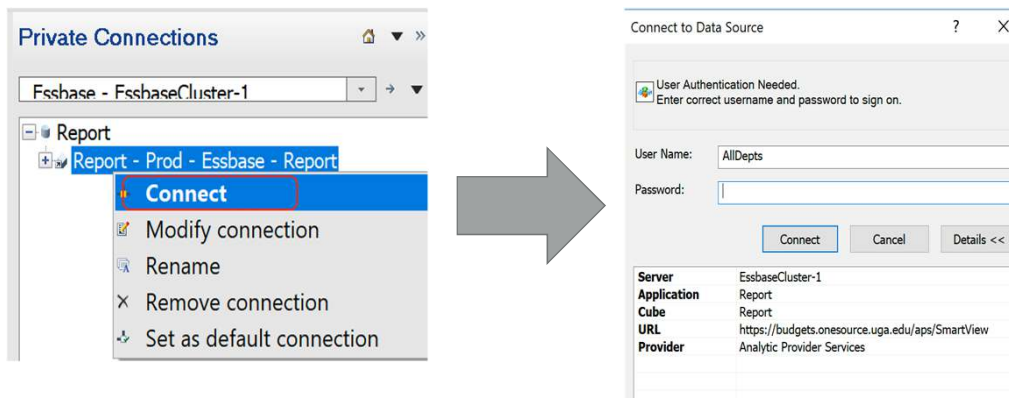 Private Connections
»
Essbase - EssbaseCluster-1
Report
Report - Prod - Essbase - Report
Connect
Modify connection
Rename
Remove connection
Set as default connection
Connect to Data Source
?
X
User Authentication Needed.
Enter correct username and password to sign on.
User Name:
AllDepts
Password:
Connect
Cancel
Details <<
Server EssbaseCluster-1
Application Report
Cube Report
URL https://budgets.onesource.uga.edu/aps/SmartView
Provider Analytic Provider Services